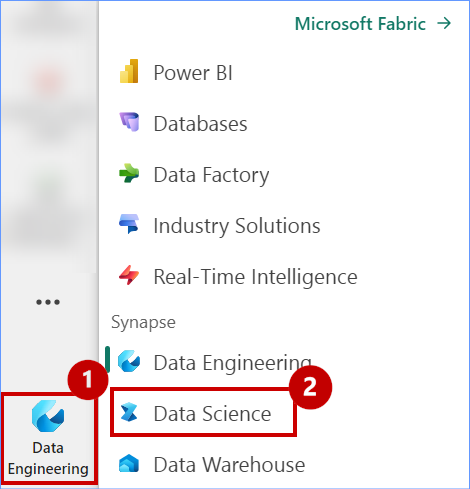 Microsoft Fabric →
Power BI
Databases
Data Factory
Industry Solutions
Real-Time Intelligence
Synapse
Data Engineering
1
2
Data Science
Data
Engineering
Data Warehouse